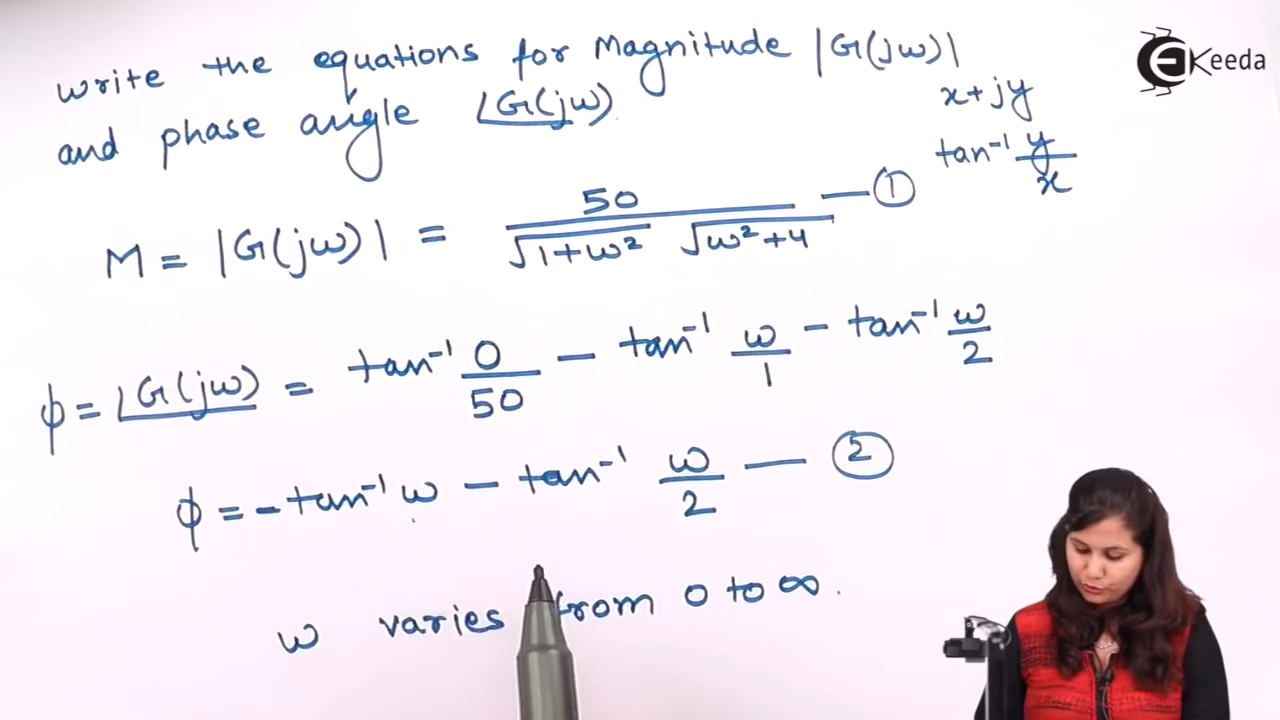 write the equations for Magnitude |G(jω)|
and phase angle ∠G(jω)
x+jy
tan⁻¹ y/x
M = |G(jω)| = 50 / √1+ω² √ω²+4 — ①
ϕ = ∠G(jω) = tan⁻¹ 0/50 − tan⁻¹ ω/1 − tan⁻¹ ω/2
ϕ = − tan⁻¹ ω − tan⁻¹ ω/2 — ②
ω varies from 0 to ∞.
EKeeda